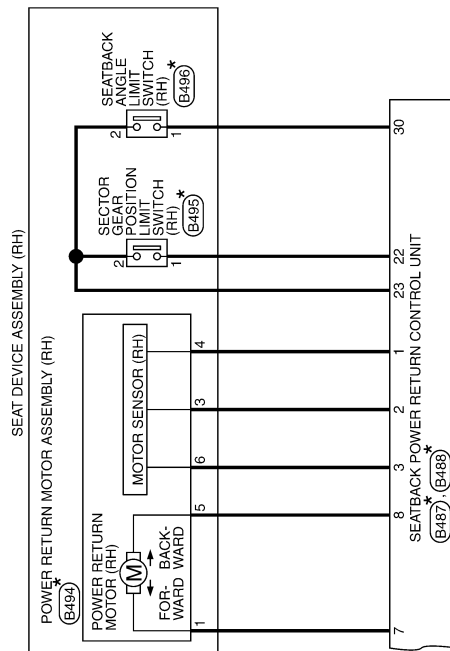 SEAT DEVICE ASSEMBLY (RH)
POWER RETURN MOTOR ASSEMBLY (RH)
*
B494
POWER RETURN
MOTOR (RH)
M
FOR-
WARD
BACK-
WARD
MOTOR SENSOR (RH)
SECTOR
GEAR
POSITION
LIMIT
SWITCH
(RH) *
B495
SEATBACK
ANGLE
LIMIT
SWITCH
(RH) *
B496
2
1
2
1
1
5
6
3
4
7
8
3
2
1
23
22
30
SEATBACK POWER RETURN CONTROL UNIT
* *
B487 , B488